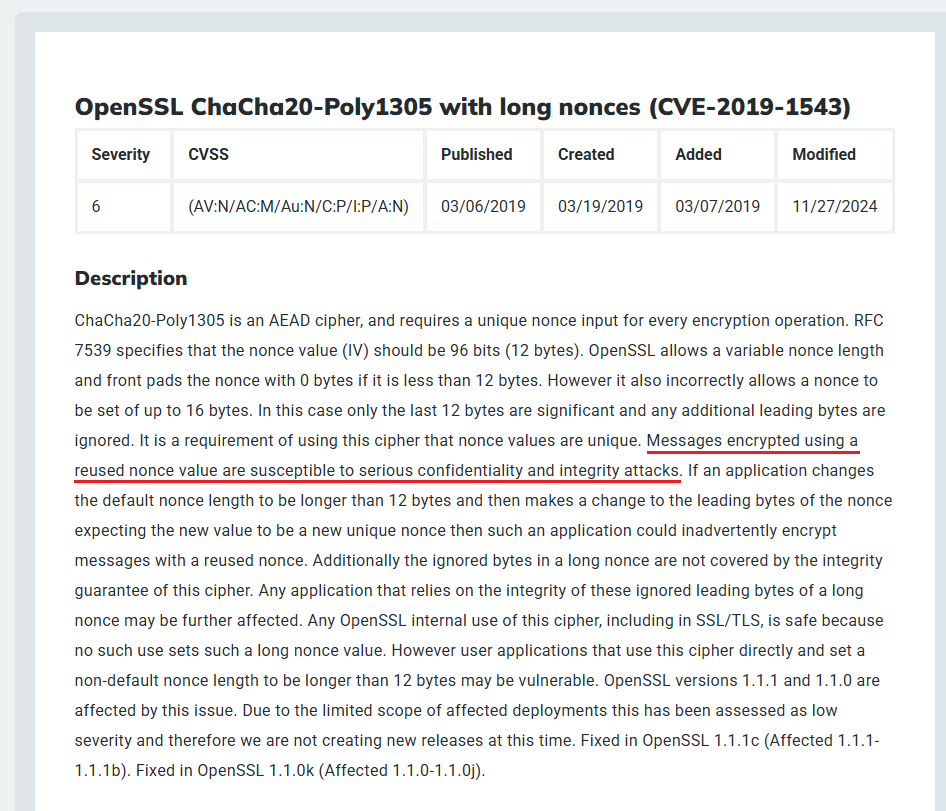 OpenSSL ChaCha20-Poly1305 with long nonces (CVE-2019-1543)
Severity CVSS Published Created Added Modified
6 (AV:N/AC:M/Au:N/C:P/I:P/A:N) 03/06/2019 03/19/2019 03/07/2019 11/27/2024
Description
ChaCha20-Poly1305 is an AEAD cipher, and requires a unique nonce input for every encryption operation. RFC
7539 specifies that the nonce value (IV) should be 96 bits (12 bytes). OpenSSL allows a variable nonce length
and front pads the nonce with 0 bytes if it is less than 12 bytes. However it also incorrectly allows a nonce to
be set of up to 16 bytes. In this case only the last 12 bytes are significant and any additional leading bytes are
ignored. It is a requirement of using this cipher that nonce values are unique. Messages encrypted using a
reused nonce value are susceptible to serious confidentiality and integrity attacks. If an application changes
the default nonce length to be longer than 12 bytes and then makes a change to the leading bytes of the nonce
expecting the new value to be a new unique nonce then such an application could inadvertently encrypt
messages with a reused nonce. Additionally the ignored bytes in a long nonce are not covered by the integrity
guarantee of this cipher. Any application that relies on the integrity of these ignored leading bytes of a long
nonce may be further affected. Any OpenSSL internal use of this cipher, including in SSL/TLS, is safe because
no such use sets such a long nonce value. However user applications that use this cipher directly and set a
non-default nonce length to be longer than 12 bytes may be vulnerable. OpenSSL versions 1.1.1 and 1.1.0 are
affected by this issue. Due to the limited scope of affected deployments this has been assessed as low
severity and therefore we are not creating new releases at this time. Fixed in OpenSSL 1.1.1c (Affected 1.1.1-
1.1.1b). Fixed in OpenSSL 1.1.0k (Affected 1.1.0-1.1.0j).